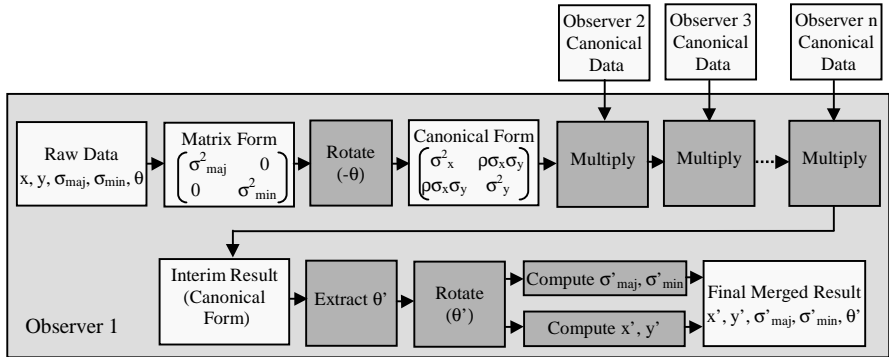 Observer 2
Canonical
Data
Observer 3
Canonical
Data
Observer n
Canonical
Data
Raw Data
x, y, σmaj, σmin, θ
Matrix Form
σ²maj 0
0 σ²min
Rotate
(-θ)
Canonical Form
σ²x ρσxσy
ρσxσy σ²y
Multiply
Multiply
Multiply
Interim Result
(Canonical
Form)
Extract θ’
Rotate
(θ’)
Compute σ’maj, σ’min
Compute x’, y’
Final Merged Result
x’, y’, σ’maj, σ’min, θ’
Observer 1